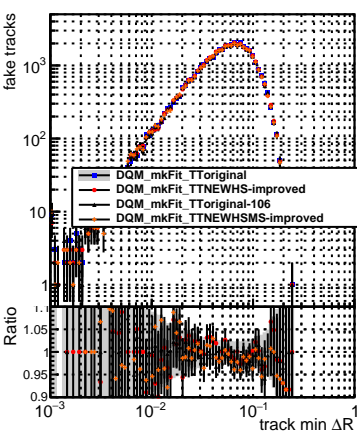 fake tracks
10³
10²
10
1
DQM_mkFit_TToriginal
DQM_mkFit_TTNEWHS-improved
DQM_mkFit_TToriginal-106
DQM_mkFit_TTNEWHSMS-improved
Ratio
1.1
1.05
1
0.95
0.9
10⁻³ 10⁻² 10⁻¹ 1
track min ΔR